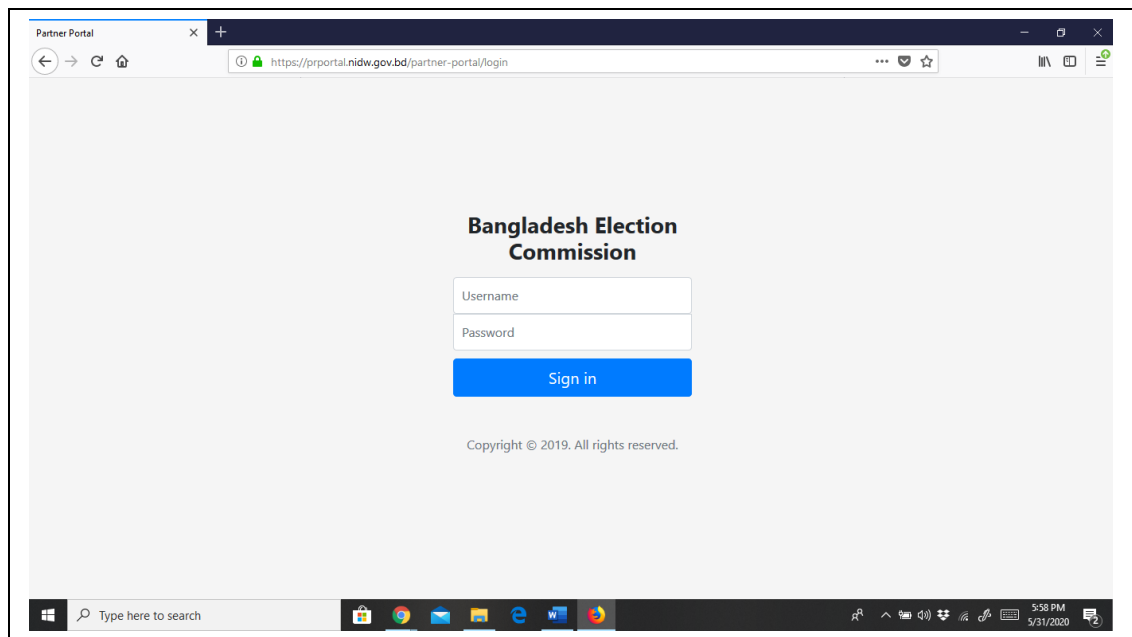 Partner Portal
https://prportal.nidw.gov.bd/partner-portal/login
Bangladesh Election
Commission
Username
Password
Sign in
Copyright © 2019. All rights reserved.
Type here to search
5:58 PM
5/31/2020
2